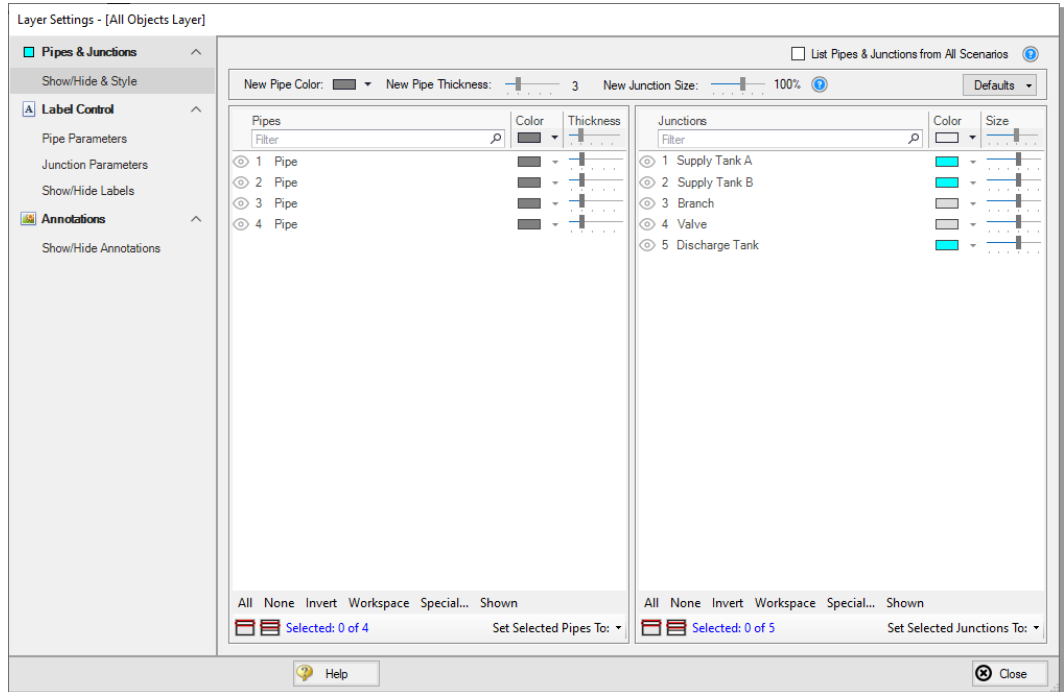 Layer Settings - [All Objects Layer]
Pipes & Junctions
Show/Hide & Style
A Label Control
Pipe Parameters
Junction Parameters
Show/Hide Labels
Annotations
Show/Hide Annotations
List Pipes & Junctions from All Scenarios ?
New Pipe Color: New Pipe Thickness: 3 New Junction Size: 100% ? Defaults
Pipes Color Thickness
Filter
1 Pipe
2 Pipe
3 Pipe
4 Pipe
All None Invert Workspace Special... Shown
Selected: 0 of 4 Set Selected Pipes To:
Junctions Color Size
Filter
1 Supply Tank A
2 Supply Tank B
3 Branch
4 Valve
5 Discharge Tank
All None Invert Workspace Special... Shown
Selected: 0 of 5 Set Selected Junctions To:
? Help
Close